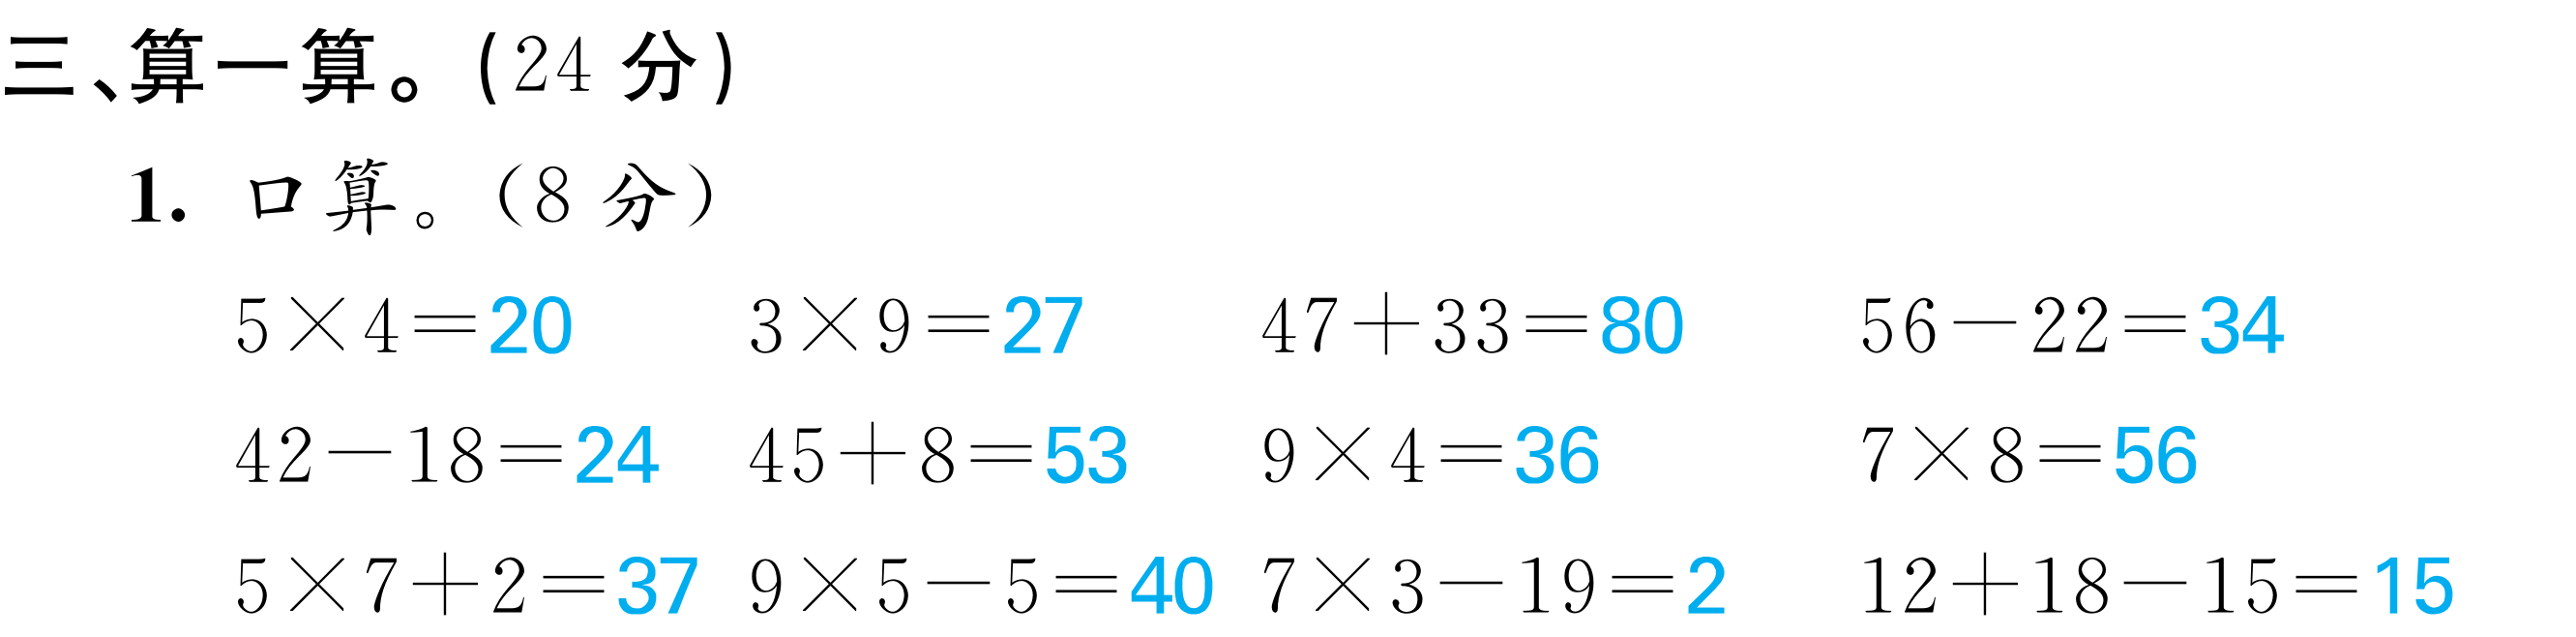 三、算一算。(24 分)
1. 口算。(8 分)
5×4=20 3×9=27 47+33=80 56-22=34
42-18=24 45+8=53 9×4=36 7×8=56
5×7+2=37 9×5-5=40 7×3-19=2 12+18-15=15